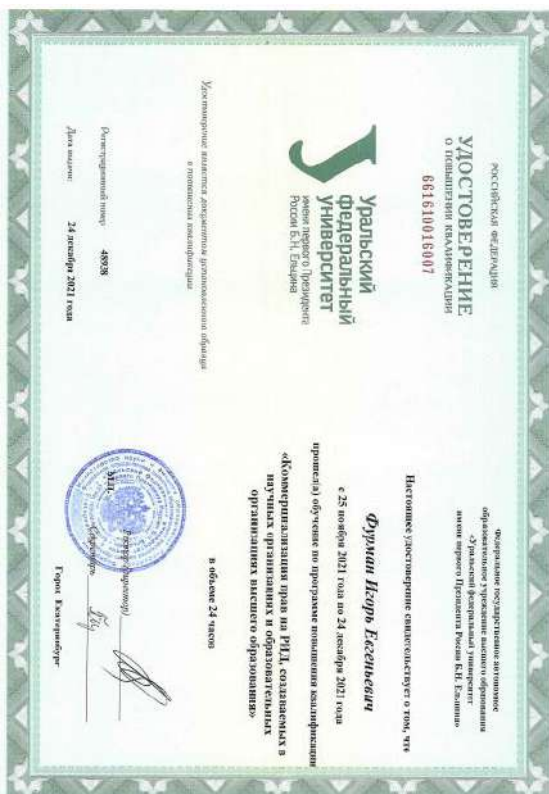 РОССИЙСКАЯ ФЕДЕРАЦИЯ
УДОСТОВЕРЕНИЕ
О ПОВЫШЕНИИ КВАЛИФИКАЦИИ
661610016007
Уральский
федеральный
университет
имени первого Президента
России Б.Н. Ельцина
Удостоверение является документом установленного образца
о повышении квалификации
Регистрационный номер 48938
Дата выдачи: 24 декабря 2021 года
Федеральное государственное автономное
образовательное учреждение высшего образования
«Уральский федеральный университет
имени первого Президента России Б.Н. Ельцина»
Настоящее удостоверение свидетельствует о том, что
Фурман Игорь Евгеньевич
с 25 ноября 2021 года по 24 декабря 2021 года
прошел(а) обучение по программе повышения квалификации
«Коммерциализация прав на РИД, создаваемых в
научных организациях и образовательных
организациях высшего образования»
в объеме 24 часов
М.П.
Секретарь
Город Екатеринбург